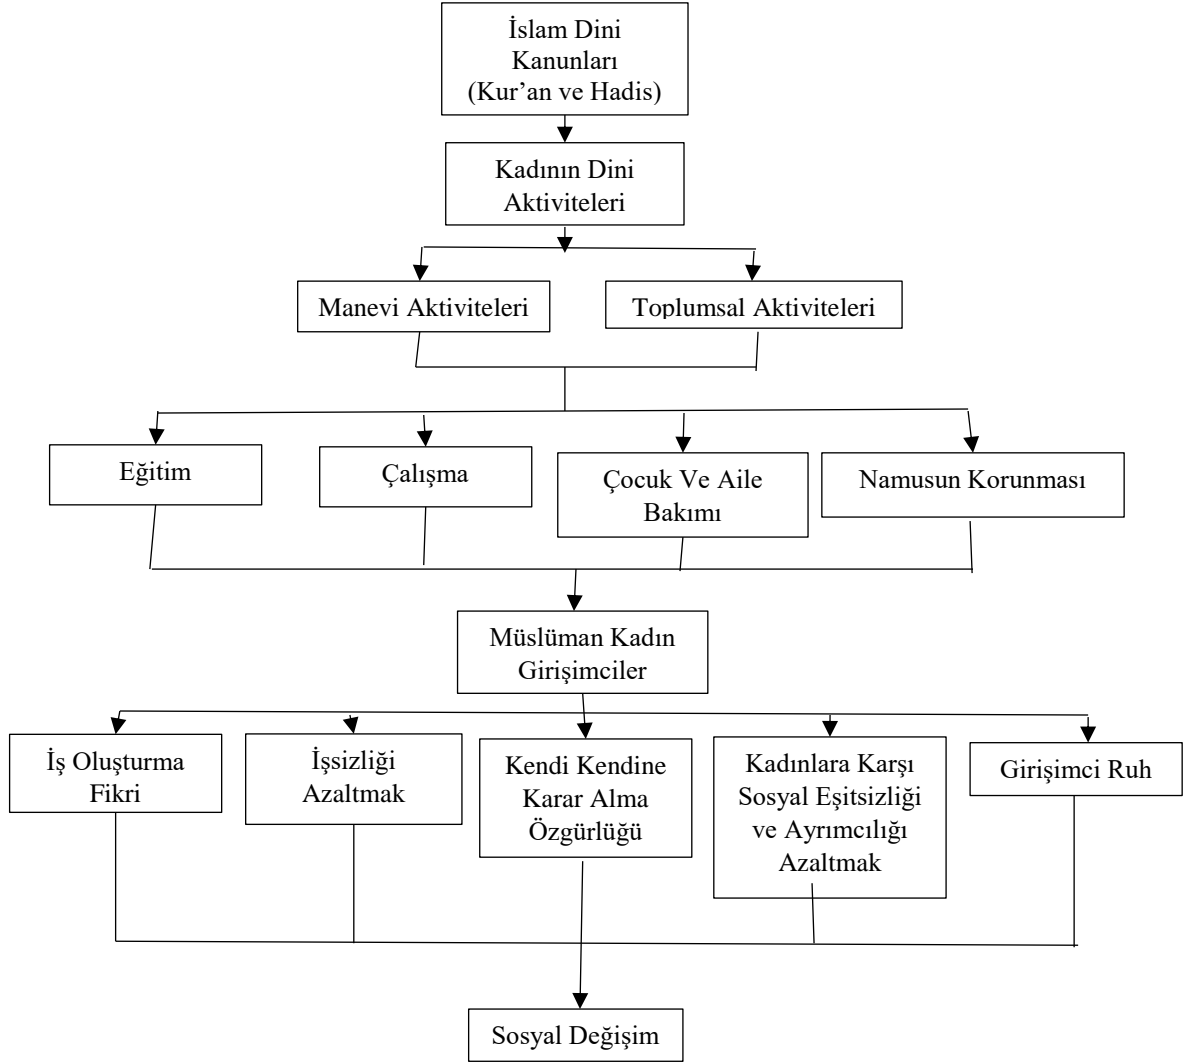 İslam Dini
Kanunları
(Kur’an ve Hadis)
Kadının Dini
Aktiviteleri
Manevi Aktiviteleri
Toplumsal Aktiviteleri
Eğitim
Çalışma
Çocuk Ve Aile
Bakımı
Namusun Korunması
Müslüman Kadın
Girişimciler
İş Oluşturma
Fikri
İşsizliği
Azaltmak
Kendi Kendine
Karar Alma
Özgürlüğü
Kadınlara Karşı
Sosyal Eşitsizliği
ve Ayrımcılığı
Azaltmak
Girişimci Ruh
Sosyal Değişim